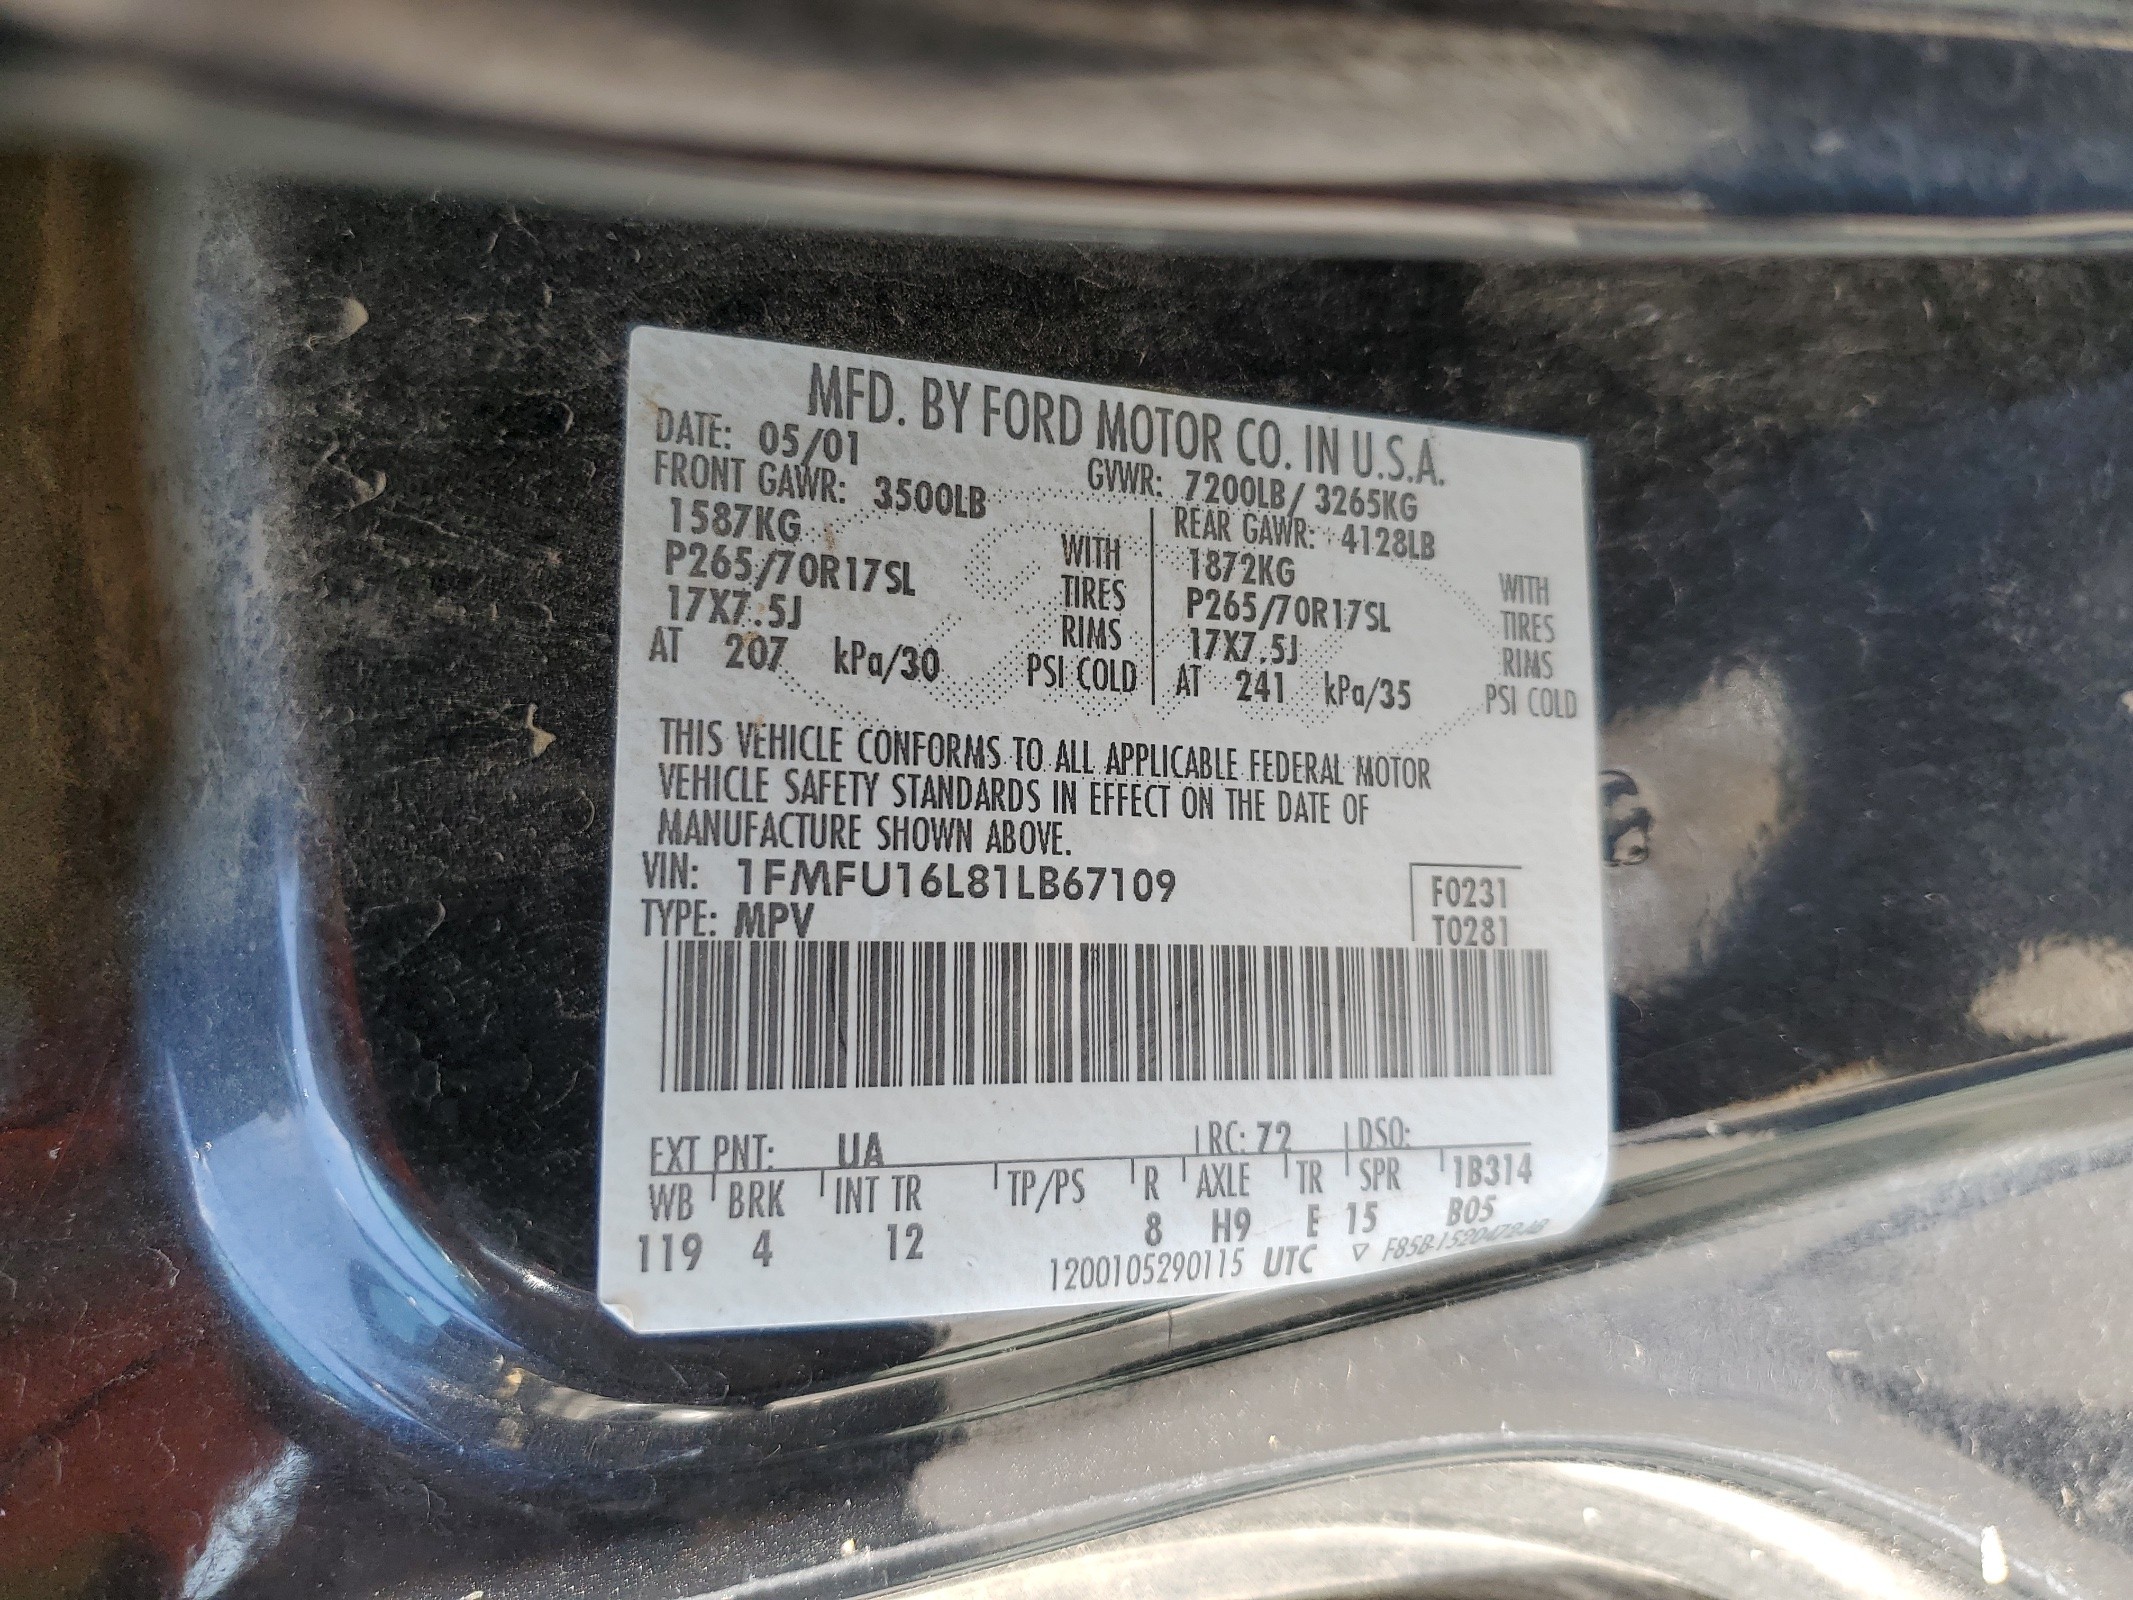 MFD. BY FORD MOTOR CO. IN U.S.A.
DATE: 05/01 GVWR: 7200LB/ 3265KG
FRONT GAWR: 3500LB REAR GAWR: 4128LB
1587KG WITH 1872KG WITH
P265/70R17SL TIRES P265/70R17SL TIRES
17X7.5J RIMS 17X7.5J RIMS
AT 207 kPa/30 PSI COLD AT 241 kPa/35 PSI COLD
THIS VEHICLE CONFORMS TO ALL APPLICABLE FEDERAL MOTOR
VEHICLE SAFETY STANDARDS IN EFFECT ON THE DATE OF
MANUFACTURE SHOWN ABOVE.
VIN: 1FMFU16L81LB67109 F0231
TYPE: MPV T0281
EXT PNT: UA RC: 72 DSO:
WB BRK INT TR TP/PS R AXLE TR SPR 1B314
119 4 12 8 H9 E 15 B05
1200105290115 UTC ▽